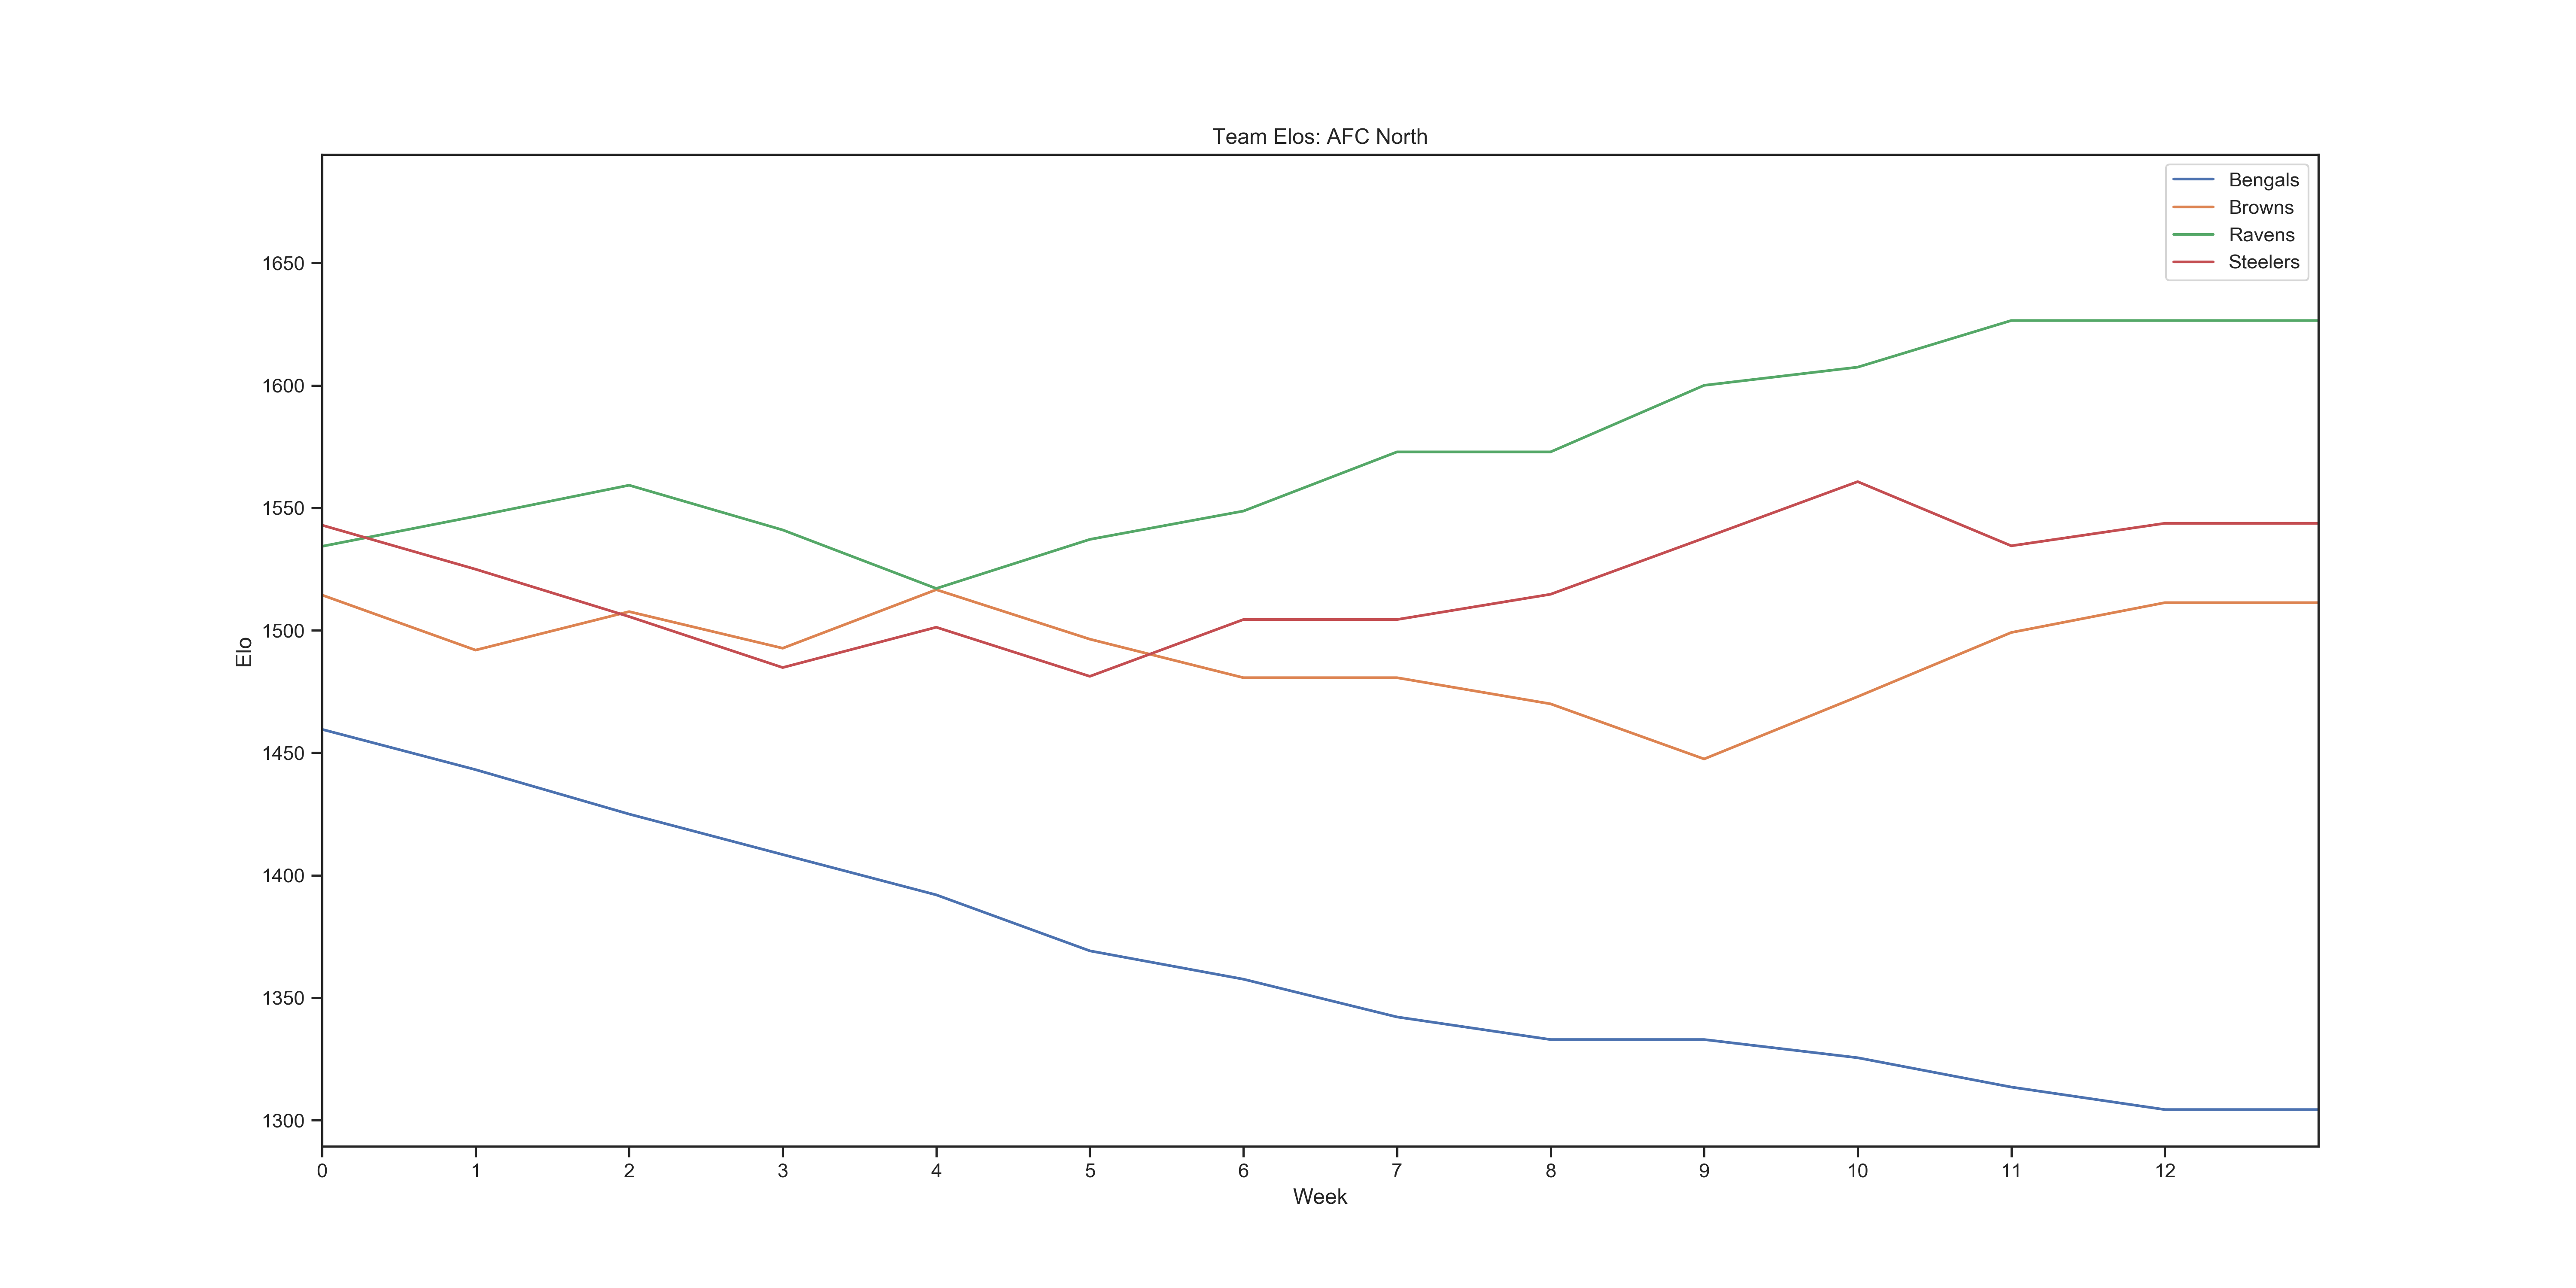 Team Elos: AFC North
Bengals
Browns
Ravens
Steelers
1650
1600
1550
1500
1450
1400
1350
1300
Elo
0 1 2 3 4 5 6 7 8 9 10 11 12
Week